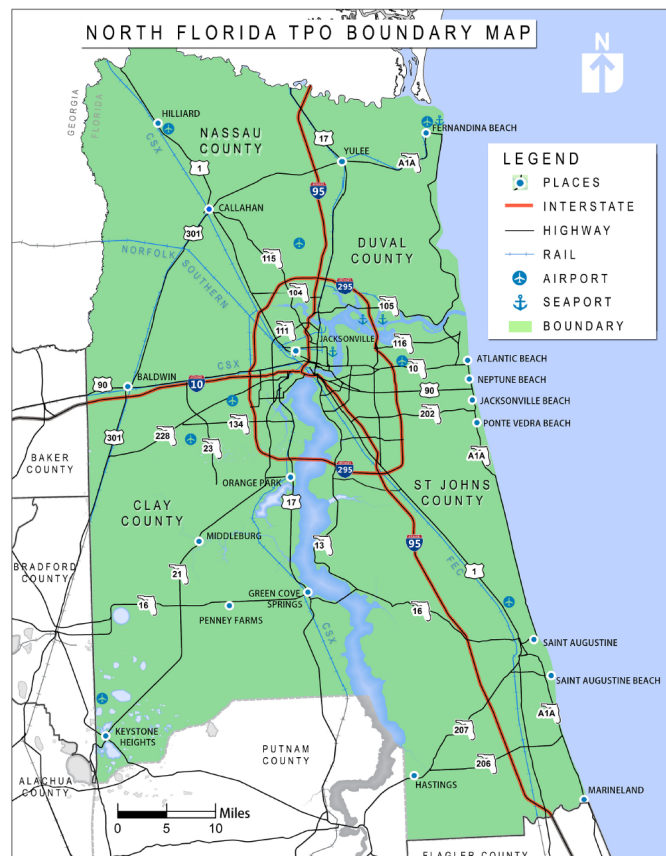 NORTH FLORIDA TPO BOUNDARY MAP
N
GEORGIA
FLORIDA
HILLIARD
CSX
NASSAU
COUNTY
1
17
YULEE
FERNANDINA BEACH
A1A
95
LEGEND
PLACES
INTERSTATE
HIGHWAY
RAIL
AIRPORT
SEAPORT
BOUNDARY
CALLAHAN
301
NORFOLK SOUTHERN
115
DUVAL
COUNTY
104
295
105
111
JACKSONVILLE
116
10
ATLANTIC BEACH
NEPTUNE BEACH
JACKSONVILLE BEACH
PONTE VEDRA BEACH
90
BALDWIN
CSX
10
90
202
A1A
301
228
23
134
BAKER
COUNTY
295
ORANGE PARK
ST JOHNS
COUNTY
CLAY
COUNTY
17
MIDDLEBURG
13
95
FEC
1
BRADFORD
COUNTY
21
16
PENNEY FARMS
GREEN COVE
SPRINGS
CSX
16
SAINT AUGUSTINE
SAINT AUGUSTINE BEACH
A1A
KEYSTONE
HEIGHTS
207
206
PUTNAM
COUNTY
ALACHUA
COUNTY
HASTINGS
MARINELAND
Miles
0 5 10
FLAGLER COUNTY